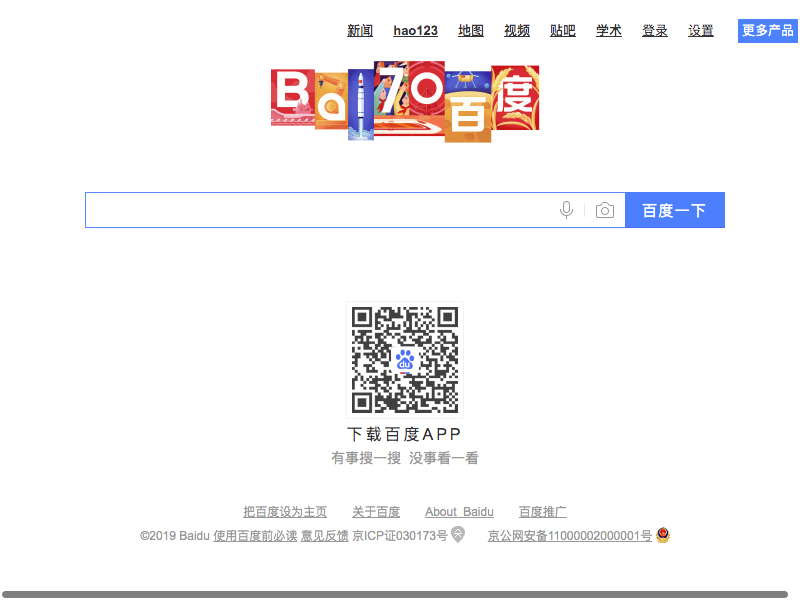 新闻 hao123 地图 视频 贴吧 学术 登录 设置 更多产品
Bai 70 百度
百度一下
du
下载百度APP
有事搜一搜 没事看一看
把百度设为主页 关于百度 About Baidu 百度推广
©2019 Baidu 使用百度前必读 意见反馈 京ICP证030173号 京公网安备11000002000001号